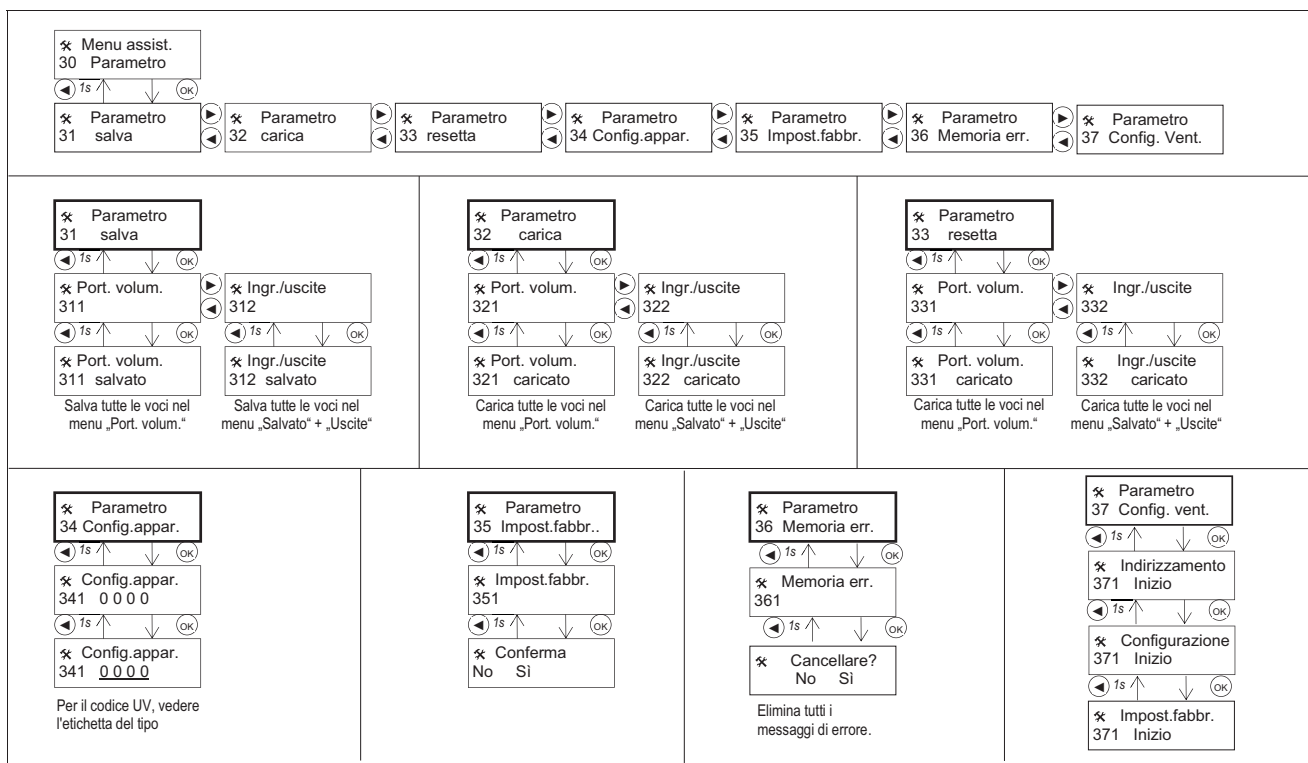 Menu assist.
30 Parametro
1s OK
Parametro
31 salva
Parametro
32 carica
Parametro
33 resetta
Parametro
34 Config.appar.
Parametro
35 Impost.fabbr.
Parametro
36 Memoria err.
Parametro
37 Config. Vent.
Parametro
31 salva
1s OK
Port. volum.
311
Ingr./uscite
312
1s OK
1s OK
Port. volum.
311 salvato
Ingr./uscite
312 salvato
Salva tutte le voci nel
menu „Port. volum.“
Salva tutte le voci nel
menu „Salvato“ + „Uscite“
Parametro
32 carica
1s OK
Port. volum.
321
Ingr./uscite
322
1s OK
1s OK
Port. volum.
321 caricato
Ingr./uscite
322 caricato
Carica tutte le voci nel
menu „Port. volum.“
Carica tutte le voci nel
menu „Salvato“ + „Uscite“
Parametro
33 resetta
1s OK
Port. volum.
331
Ingr./uscite
332
1s OK
1s OK
Port. volum.
331 caricato
Ingr./uscite
332 caricato
Carica tutte le voci nel
menu „Port. volum.“
Carica tutte le voci nel
menu „Salvato“ + „Uscite“
Parametro
34 Config.appar.
1s OK
Config.appar.
341 0 0 0 0
1s OK
Config.appar.
341 0 0 0 0
Per il codice UV, vedere
l'etichetta del tipo
Parametro
35 Impost.fabbr..
1s OK
Impost.fabbr.
351
1s OK
Conferma
No Sì
Parametro
36 Memoria err.
1s OK
Memoria err.
361
1s OK
Cancellare?
No Sì
Elimina tutti i
messaggi di errore.
Parametro
37 Config. vent.
1s OK
Indirizzamento
371 Inizio
1s OK
Configurazione
371 Inizio
1s OK
Impost.fabbr.
371 Inizio